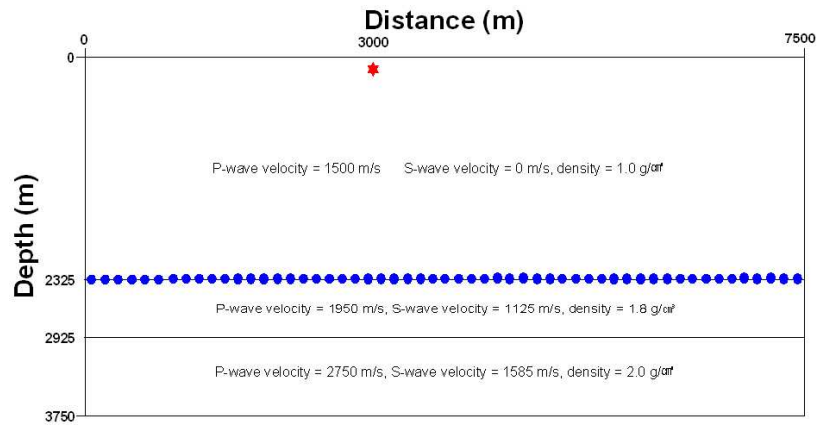 Distance (m)
0 3000 7500
0
P-wave velocity = 1500 m/s S-wave velocity = 0 m/s, density = 1.0 g/㎤
Depth (m)
2325
P-wave velocity = 1950 m/s, S-wave velocity = 1125 m/s, density = 1.8 g/㎤
2925
P-wave velocity = 2750 m/s, S-wave velocity = 1585 m/s, density = 2.0 g/㎤
3750